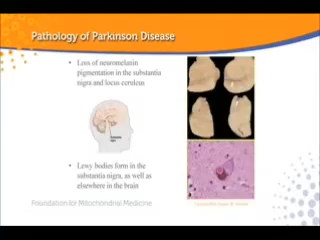 Pathology of Parkinson Disease
• Loss of neuromelanin
pigmentation in the substantia
nigra and locus ceruleus
• Lewy bodies form in the
substantia nigra, as well as
elsewhere in the brain
Foundation for Mitochondrial Medicine